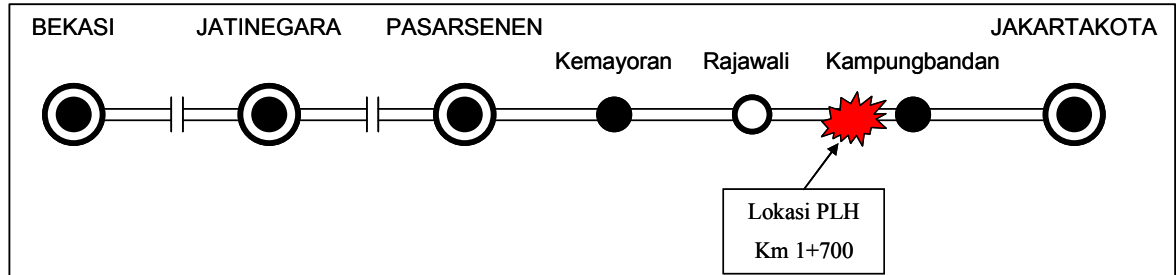 BEKASI JATINEGARA PASARSENEN JAKARTAKOTA
Kemayoran Rajawali Kampungbandan
Lokasi PLH
Km 1+700